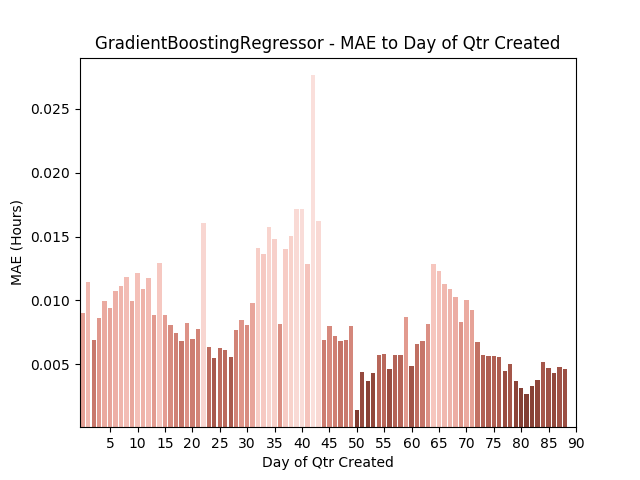 GradientBoostingRegressor - MAE to Day of Qtr Created
0.025
0.020
0.015
0.010
0.005
MAE (Hours)
5 10 15 20 25 30 35 40 45 50 55 60 65 70 75 80 85 90
Day of Qtr Created